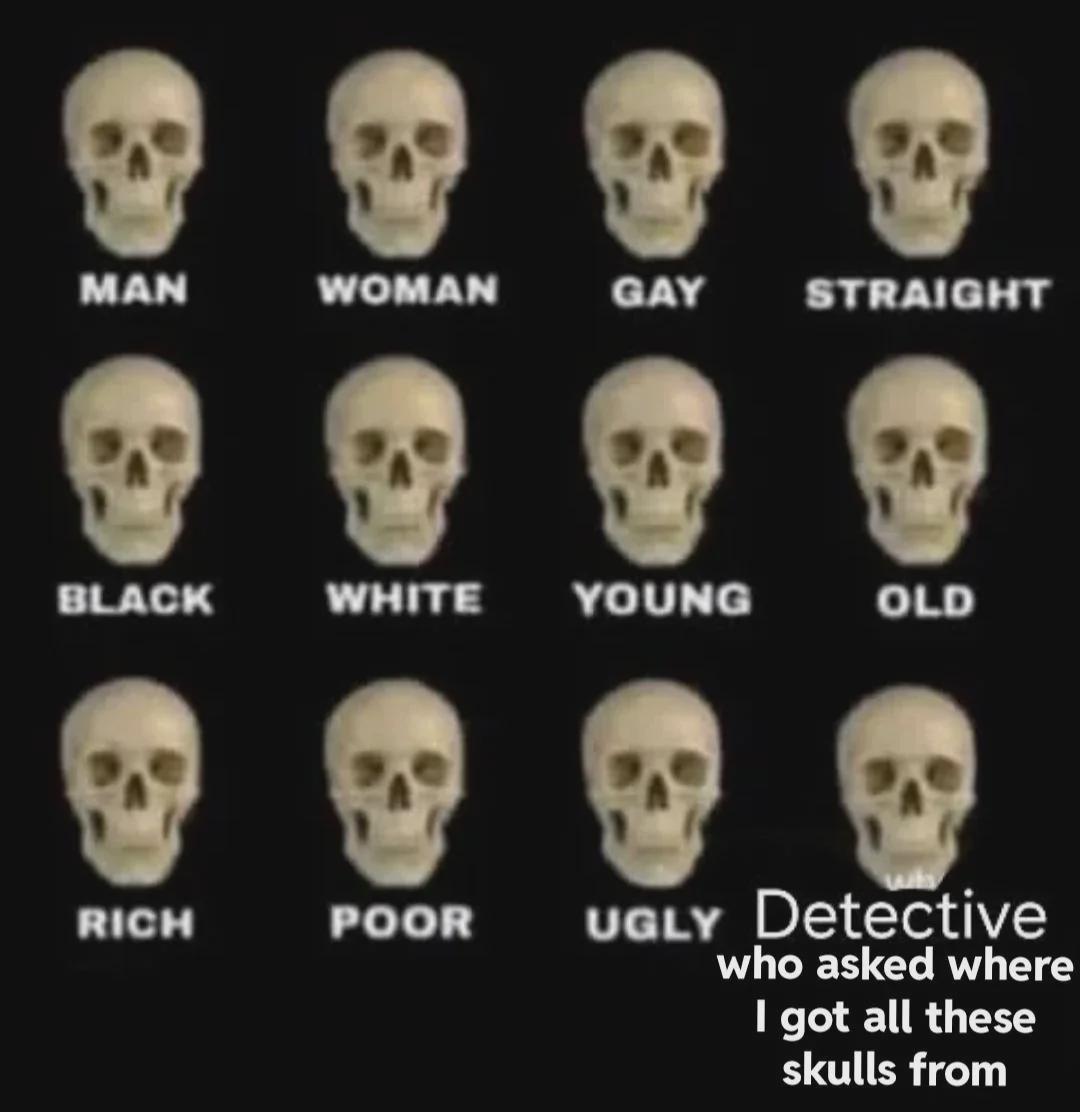 MAN WOMAN GAY STRAIGHT
BLACK WHITE YOUNG OLD
RICH POOR UGLY Detective
who asked where
I got all these
skulls from